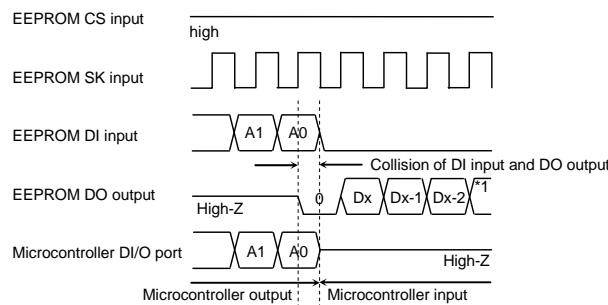 EEPROM CS input
high
EEPROM SK input
EEPROM DI input
A1 A0
Collision of DI input and DO output
EEPROM DO output
High-Z
0 Dx Dx-1 Dx-2 *1
Microcontroller DI/O port
A1 A0
High-Z
Microcontroller output Microcontroller input